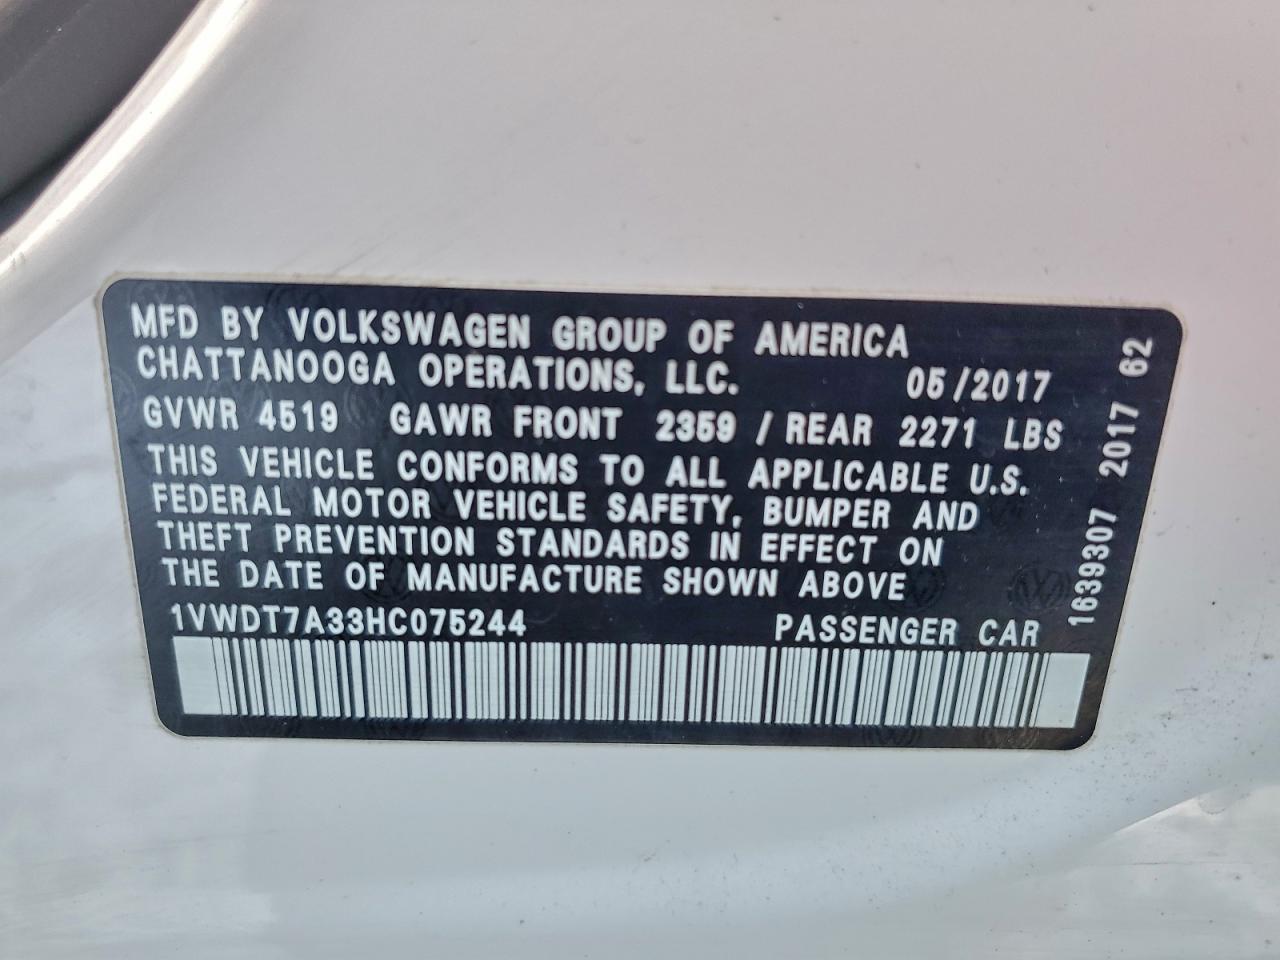 MFD BY VOLKSWAGEN GROUP OF AMERICA
CHATTANOOGA OPERATIONS, LLC. 05/2017
GVWR 4519 GAWR FRONT 2359 / REAR 2271 LBS
THIS VEHICLE CONFORMS TO ALL APPLICABLE U.S.
FEDERAL MOTOR VEHICLE SAFETY, BUMPER AND
THEFT PREVENTION STANDARDS IN EFFECT ON
THE DATE OF MANUFACTURE SHOWN ABOVE
1VWDT7A33HC075244 PASSENGER CAR
1639307 2017 62